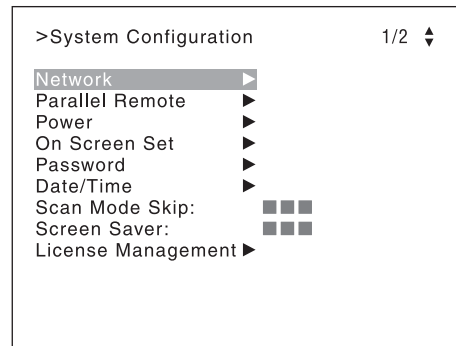 >System Configuration 1/2
Network
Parallel Remote
Power
On Screen Set
Password
Date/Time
Scan Mode Skip: ■■■
Screen Saver: ■■■
License Management